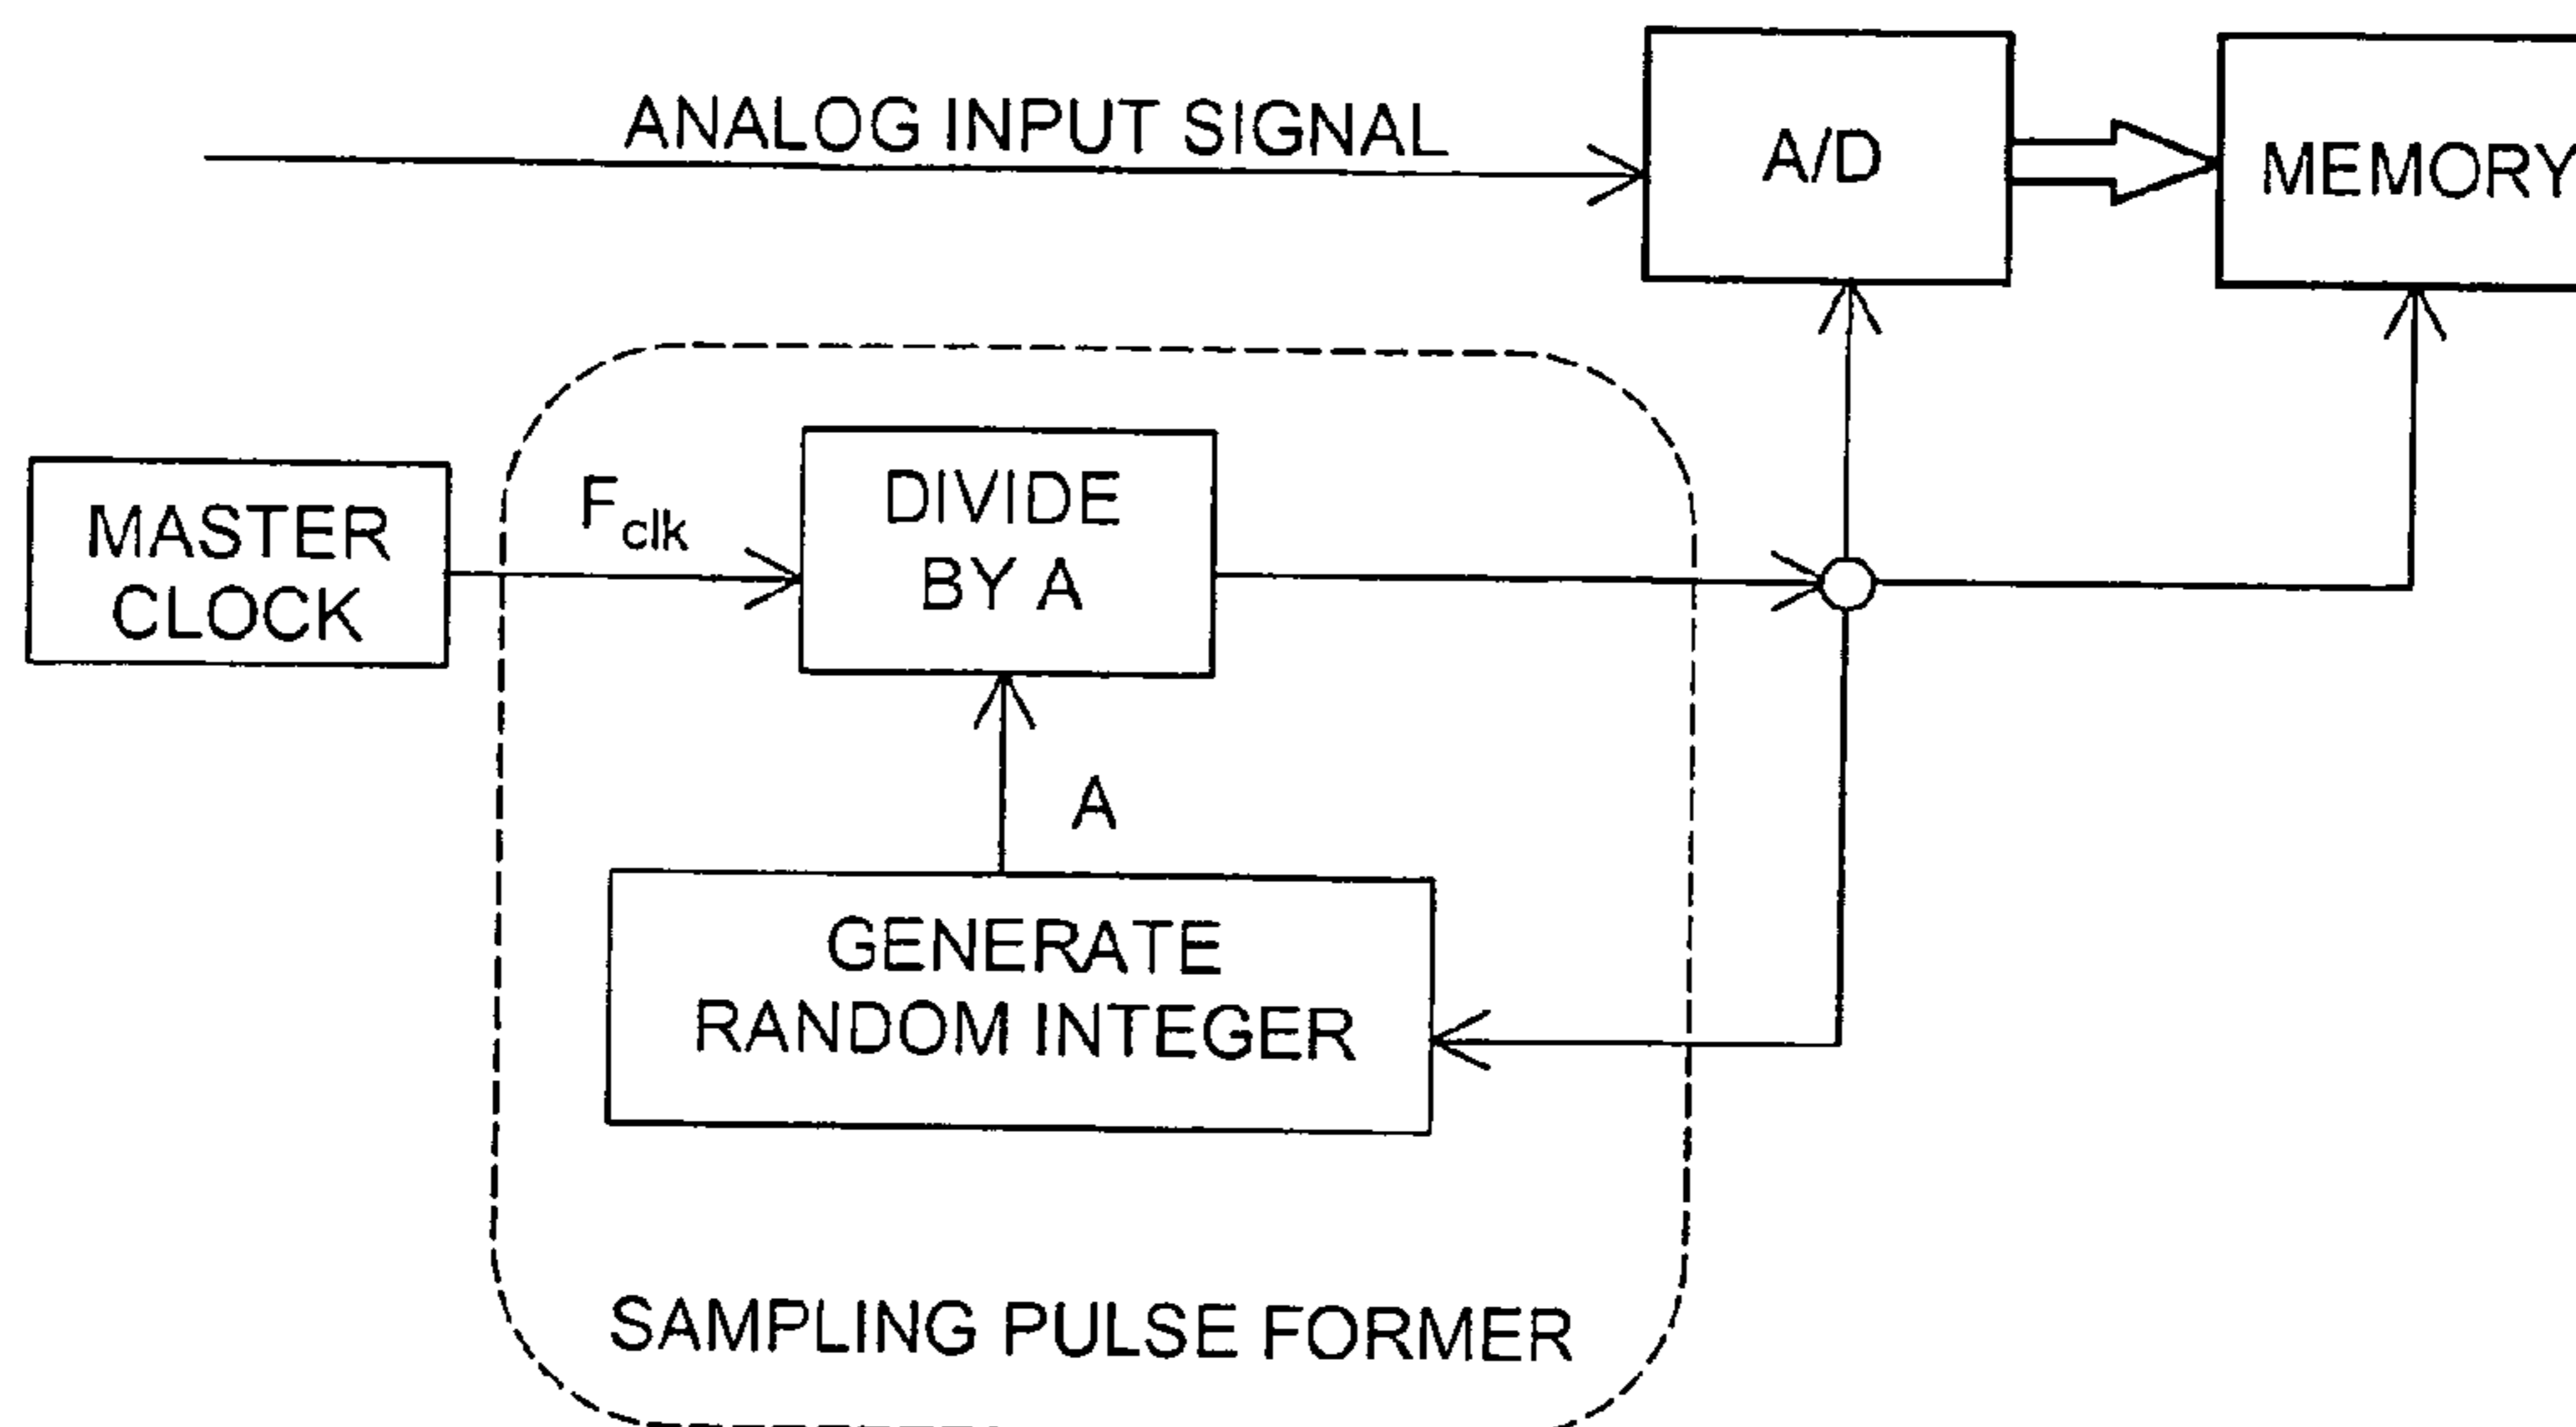 ANALOG INPUT SIGNAL
A/D
MEMORY
MASTER
CLOCK
Fclk
DIVIDE
BY A
A
GENERATE
RANDOM INTEGER
SAMPLING PULSE FORMER